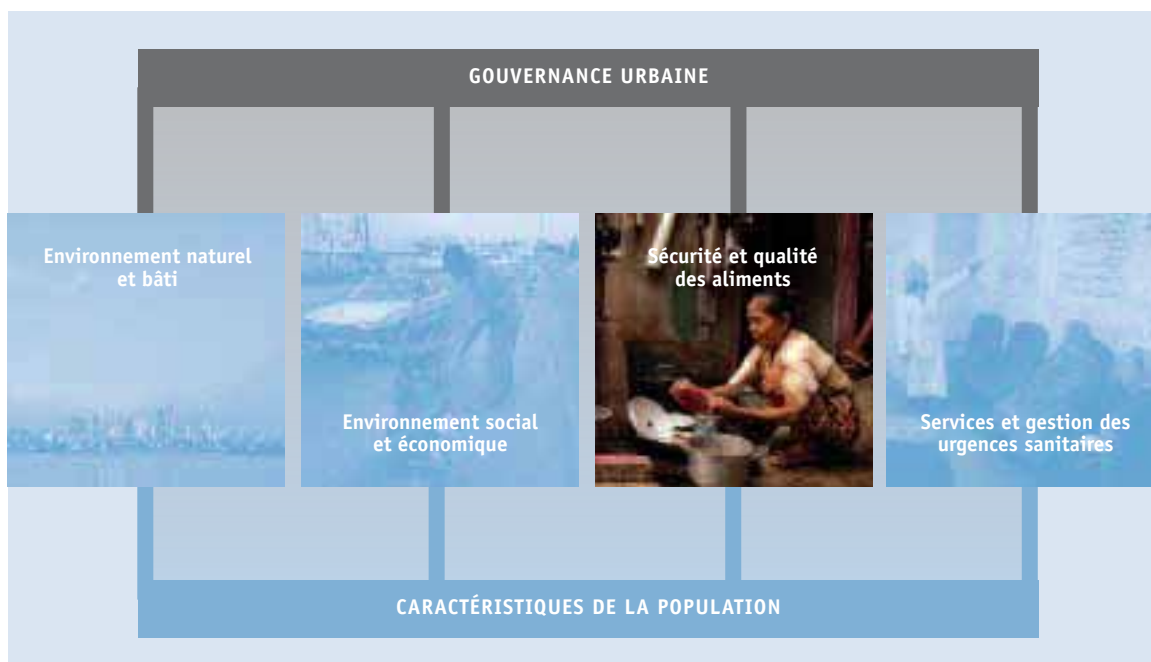 GOUVERNANCE URBAINE
Environnement naturel
et bâti
Environnement social
et économique
Sécurité et qualité
des aliments
Services et gestion des
urgences sanitaires
CARACTÉRISTIQUES DE LA POPULATION